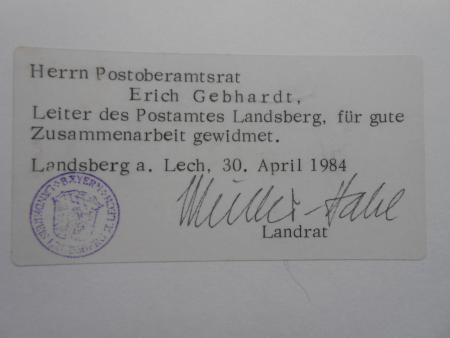 Herrn Postoberamtsrat
Erich Gebhardt,
Leiter des Postamtes Landsberg, für gute
Zusammenarbeit gewidmet.
Landsberg a. Lech, 30. April 1984
Müller-Hahl
Landrat
BAYERN